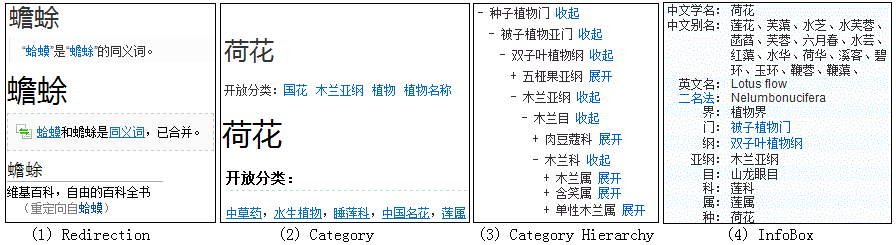 蟾蜍
“蛤蟆”是“蟾蜍”的同义词。
蟾蜍
蛤蟆和蟾蜍是同义词，已合并。
蟾蜍
维基百科，自由的百科全书
（重定向自蛤蟆）
(1) Redirection
荷花
开放分类：国花 木兰亚纲 植物 植物名称
荷花
开放分类：
中草药，水生植物，睡莲科，中国名花，莲属
(2) Category
- 种子植物门 收起
- 被子植物亚门 收起
- 双子叶植物纲 收起
+ 五桠果亚纲 展开
- 木兰亚纲 收起
- 木兰目 收起
+ 肉豆蔻科 展开
- 木兰科 收起
+ 木兰属 展开
+ 含笑属 展开
+ 单性木兰属 展开
(3) Category Hierarchy
中文学名： 荷花
中文别名： 莲花、芙蕖、水芝、水芙蓉、
菡萏、芙蓉、六月春、水芸、
红蕖、水华、荷华、溪客、碧
环、玉环、鞭蓉、鞭蕖、
英文名： Lotus flow
二名法： Nelumbonucifera
界： 植物界
门： 被子植物门
纲： 双子叶植物纲
亚纲： 木兰亚纲
目： 山龙眼目
科： 莲科
属： 莲属
种： 荷花
(4) InfoBox